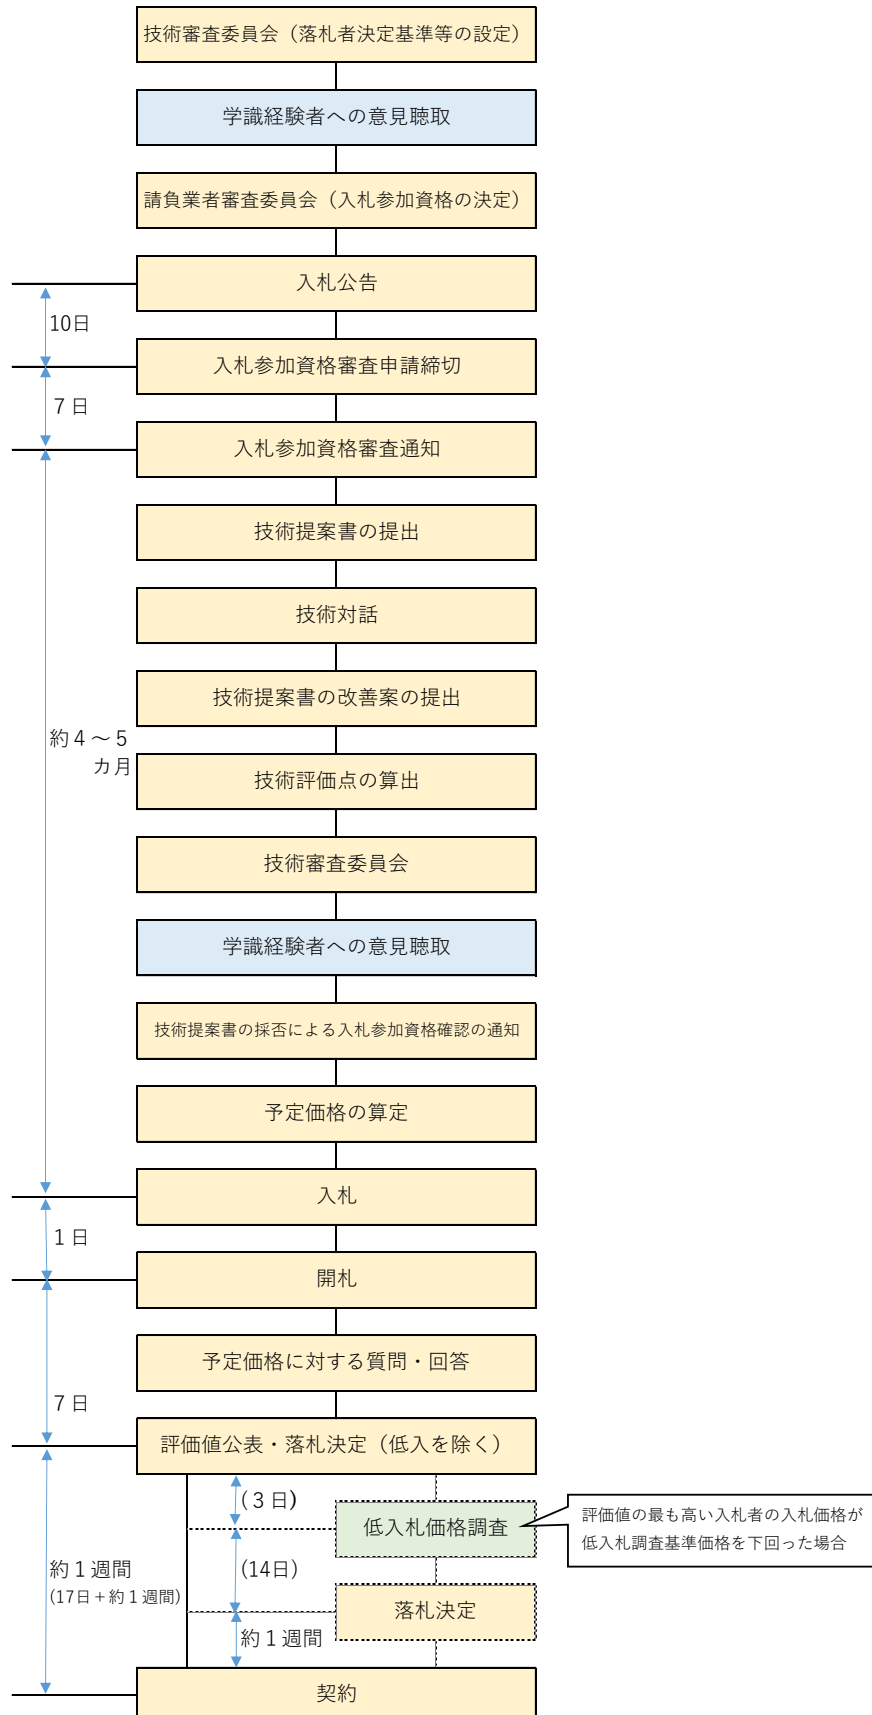 技術審査委員会（落札者決定基準等の設定）
学識経験者への意見聴取
請負業者審査委員会（入札参加資格の決定）
入札公告
10日
入札参加資格審査申請締切
７日
入札参加資格審査通知
技術提案書の提出
技術対話
技術提案書の改善案の提出
約４～５
カ月
技術評価点の算出
技術審査委員会
学識経験者への意見聴取
技術提案書の採否による入札参加資格確認の通知
予定価格の算定
入札
１日
開札
予定価格に対する質問・回答
７日
評価値公表・落札決定（低入を除く）
(３日)
低入札価格調査
評価値の最も高い入札者の入札価格が
低入札調査基準価格を下回った場合
約１週間
(17日＋約１週間)
(14日)
落札決定
約１週間
契約